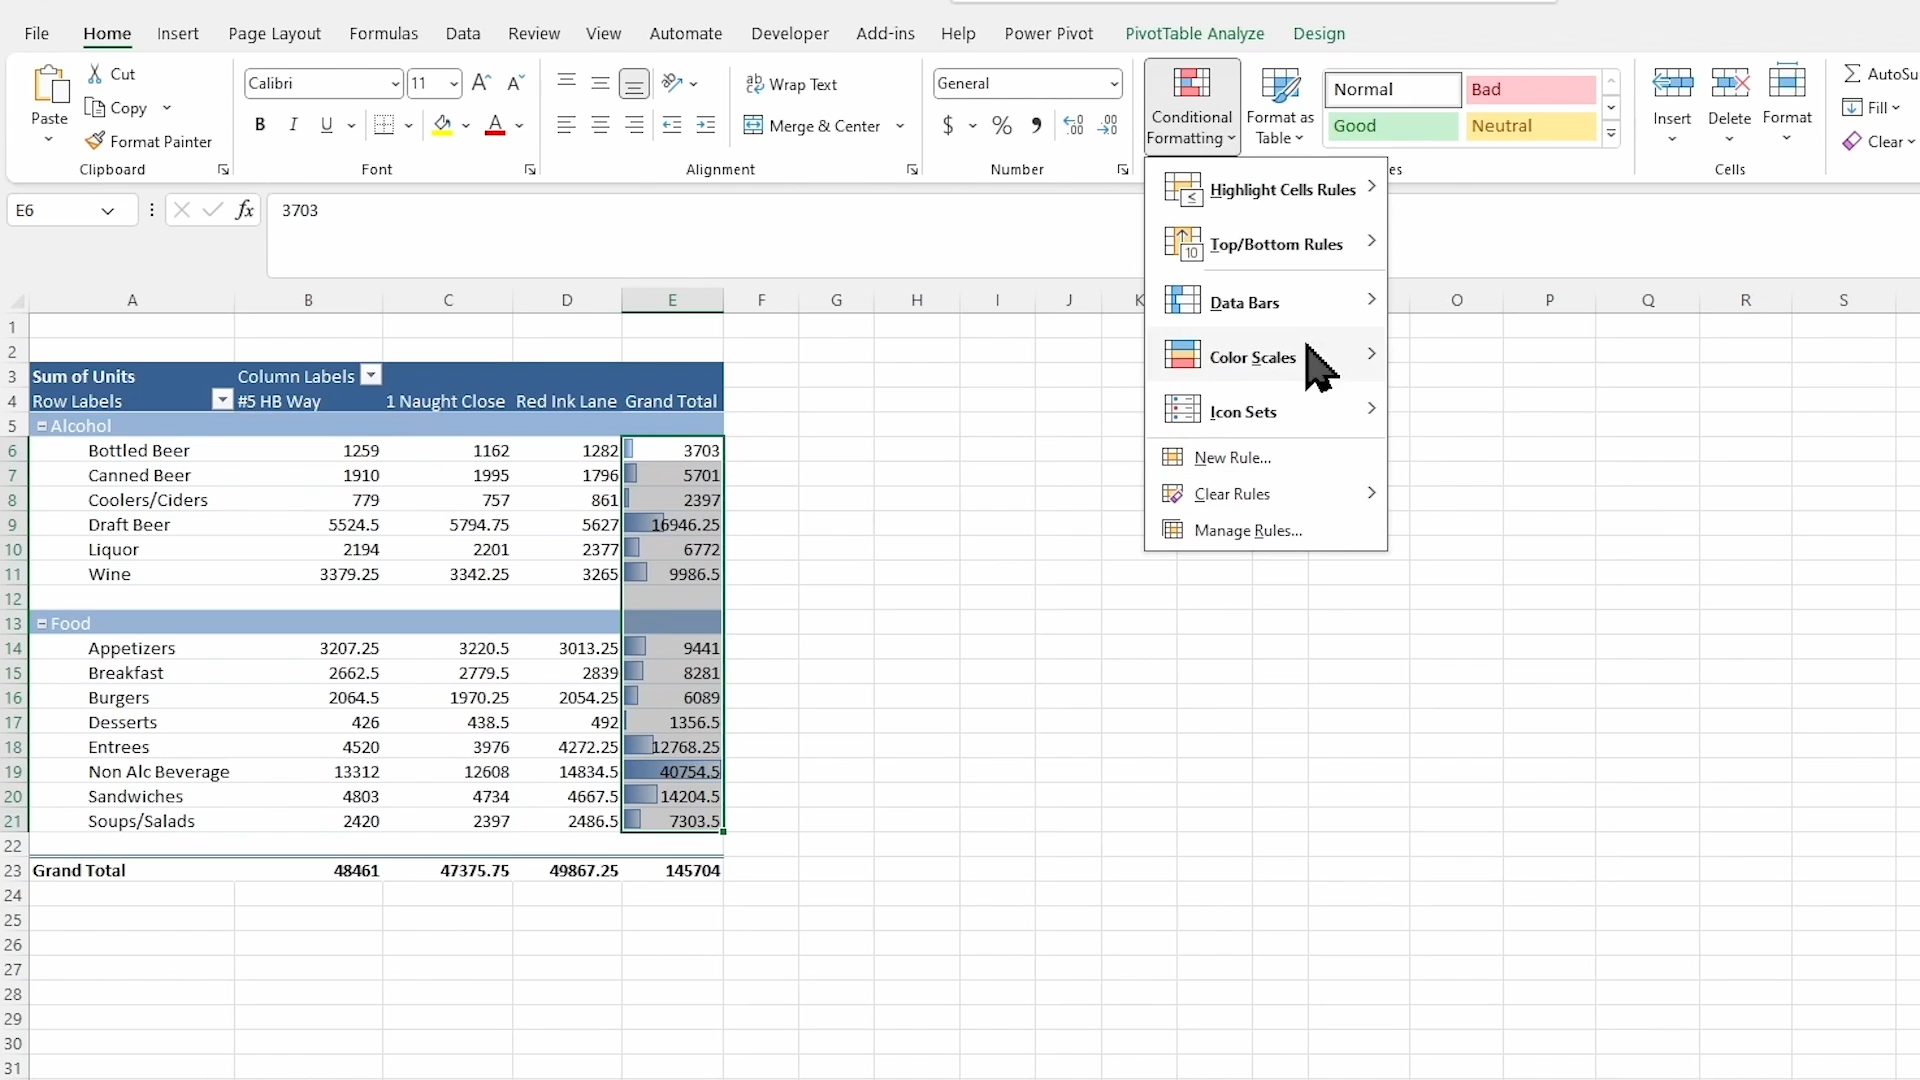 File Home Insert Page Layout Formulas Data Review View Automate Developer Add-ins Help Power Pivot PivotTable Analyze Design
Paste
Cut
Copy
Format Painter
Clipboard
Calibri 11 A A
B I U A
Font
ab Wrap Text
Merge & Center
Alignment
General
$ % 9
Number
Conditional Formatting
Format as Table
Normal Bad
Good Neutral
es
Insert Delete Format
Cells
AutoSu
Fill
Clear
E6 fx 3703
Highlight Cells Rules
Top/Bottom Rules
Data Bars
Color Scales
Icon Sets
New Rule...
Clear Rules
Manage Rules...
A B C D E F G H I J K O P Q R S
1
2
3 Sum of Units Column Labels
4 Row Labels #5 HB Way 1 Naught Close Red Ink Lane Grand Total
5 Alcohol
6 Bottled Beer 1259 1162 1282 3703
7 Canned Beer 1910 1995 1796 5701
8 Coolers/Ciders 779 757 861 2397
9 Draft Beer 5524.5 5794.75 5627 16946.25
10 Liquor 2194 2201 2377 6772
11 Wine 3379.25 3342.25 3265 9986.5
12
13 Food
14 Appetizers 3207.25 3220.5 3013.25 9441
15 Breakfast 2662.5 2779.5 2839 8281
16 Burgers 2064.5 1970.25 2054.25 6089
17 Desserts 426 438.5 492 1356.5
18 Entrees 4520 3976 4272.25 12768.25
19 Non Alc Beverage 13312 12608 14834.5 40754.5
20 Sandwiches 4803 4734 4667.5 14204.5
21 Soups/Salads 2420 2397 2486.5 7303.5
22
23 Grand Total 48461 47375.75 49867.25 145704
24
25
26
27
28
29
30
31